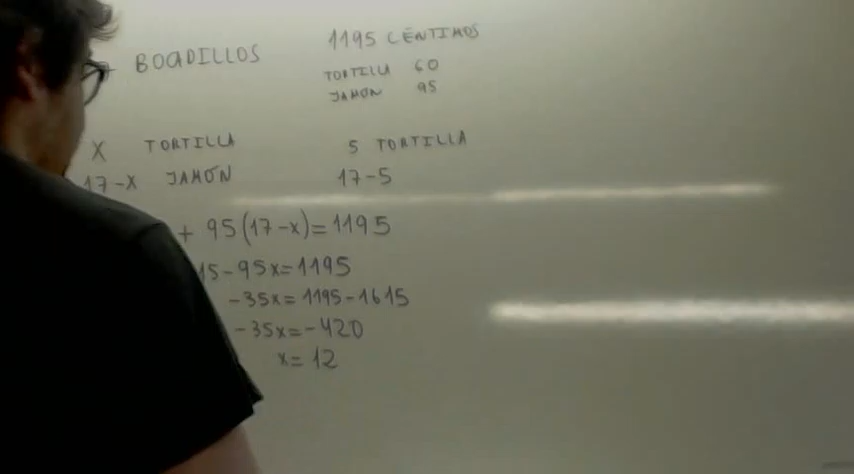 BOCADILLOS 1195 CÉNTIMOS
TORTILLA 60
JAMÓN 95
X TORTILLA 5 TORTILLA
17-X JAMÓN 17-5
+ 95(17-x)=1195
15-95x=1195
-35x=1195-1615
-35x=-420
x=12